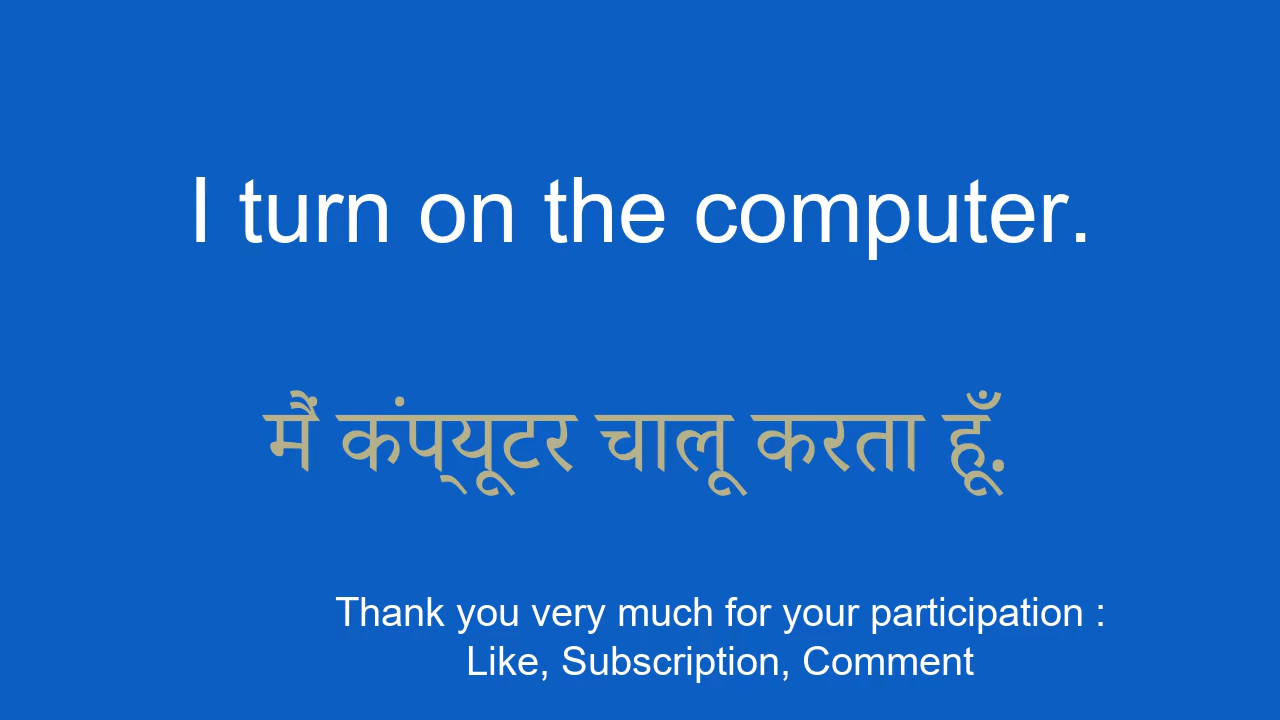 I turn on the computer.
मैं कंप्‌यूटर चालू करता हूँ.
Thank you very much for your participation :
Like, Subscription, Comment